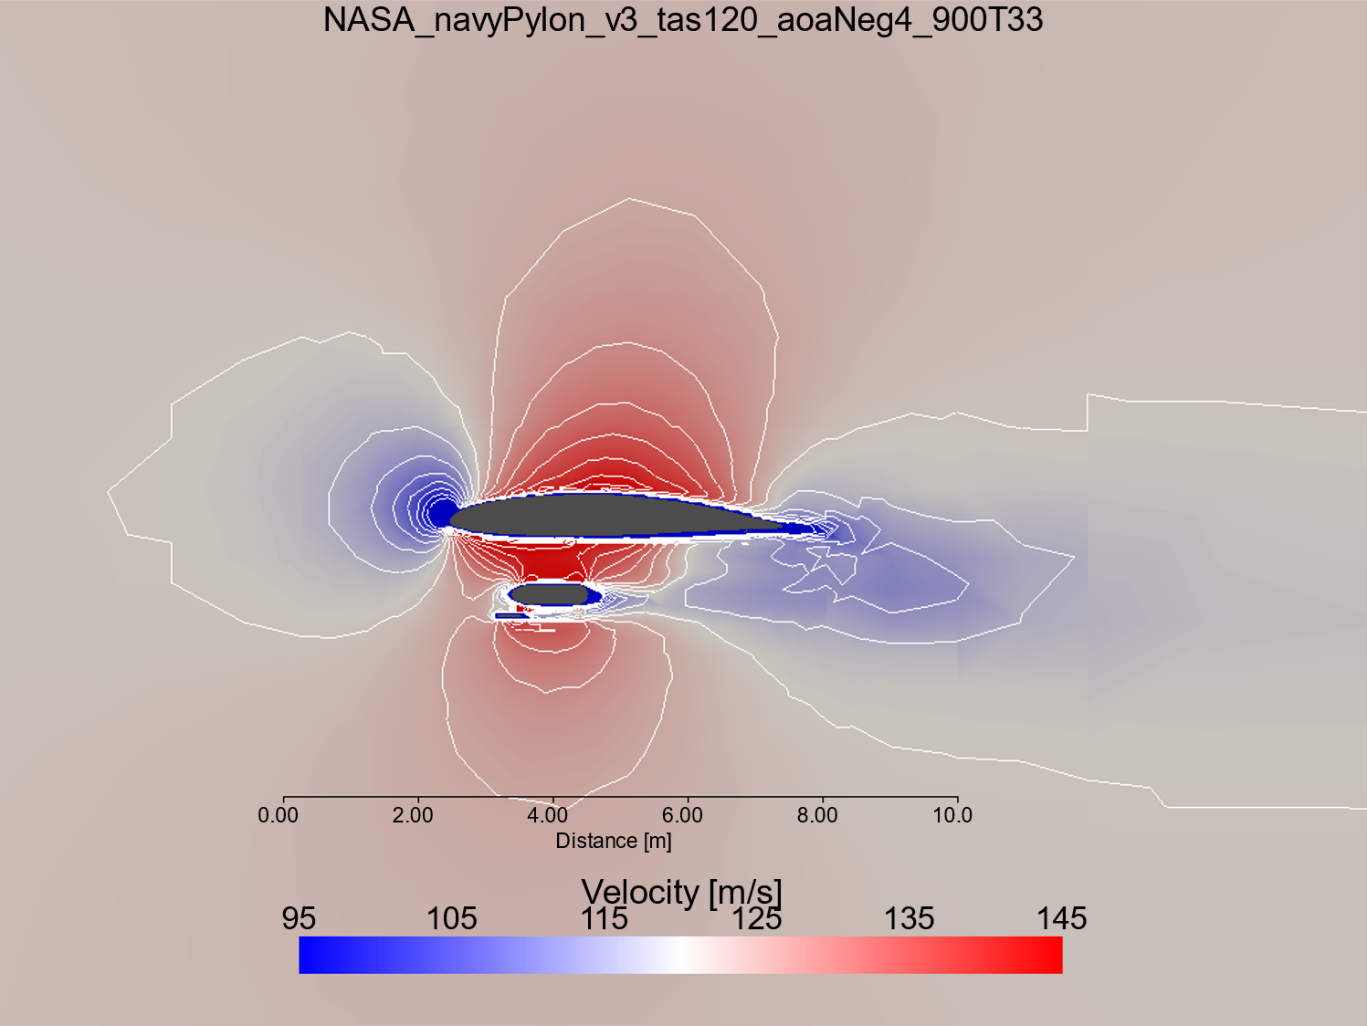 NASA_navyPylon_v3_tas120_aoaNeg4_900T33
0.00 2.00 4.00 6.00 8.00 10.0
Distance [m]
Velocity [m/s]
95 105 115 125 135 145